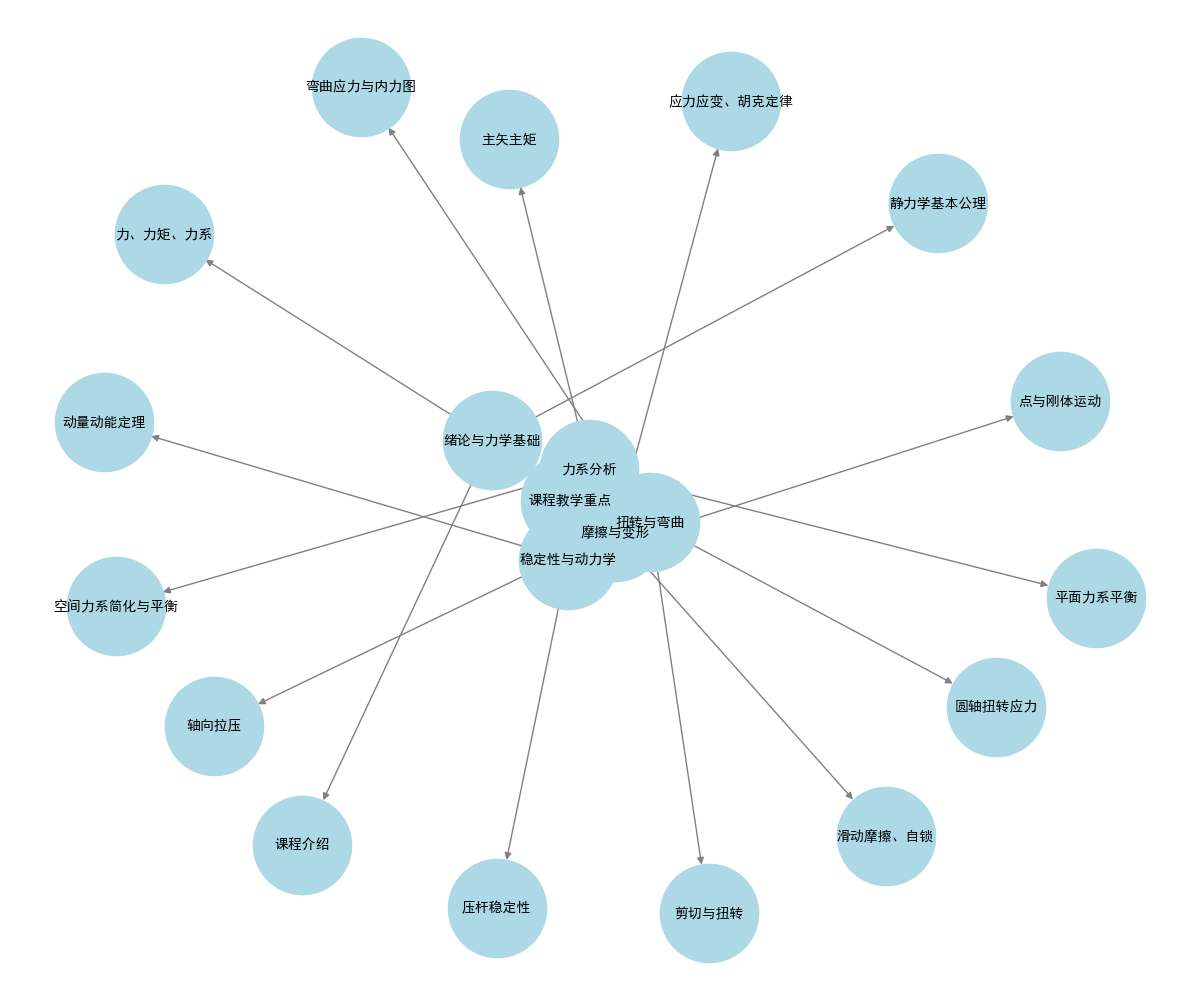 弯曲应力与内力图
应力应变、胡克定律
主矢主矩
静力学基本公理
力、力矩、力系
点与刚体运动
动量动能定理
绪论与力学基础
力系分析
课程教学重点
扭转与弯曲
摩擦与变形
稳定性与动力学
平面力系平衡
空间力系简化与平衡
圆轴扭转应力
轴向拉压
滑动摩擦、自锁
课程介绍
压杆稳定性
剪切与扭转